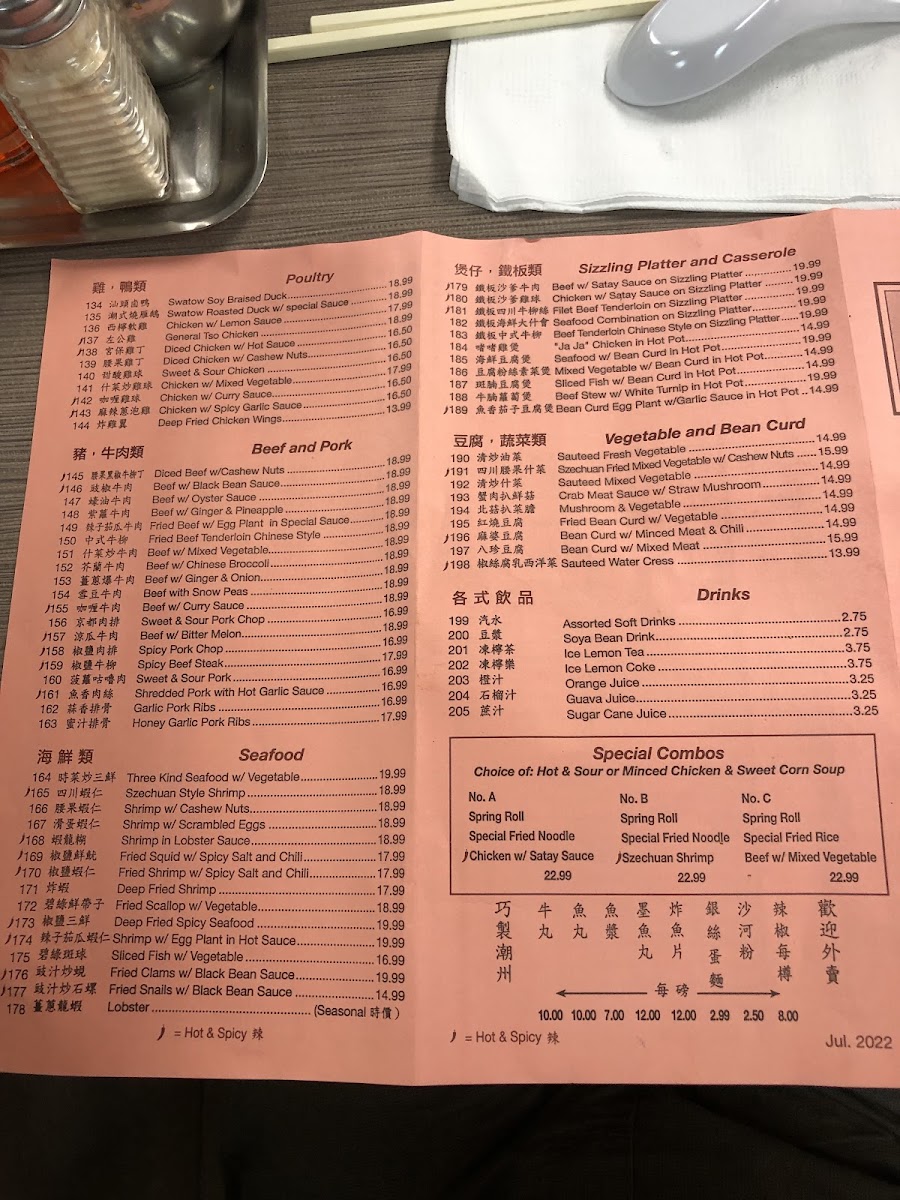 雞，鴨類 Poultry
134 汕頭鹵鴨 Swatow Soy Braised Duck 18.99
135 潮式燒雁鵝 Swatow Roasted Duck w/ special Sauce 18.99
136 西檸軟雞 Chicken w/ Lemon Sauce 17.99
137 左公雞 General Tso Chicken 18.99
138 宮保雞丁 Diced Chicken w/ Hot Sauce 16.50
139 腰果雞丁 Diced Chicken w/ Cashew Nuts 18.99
140 甜酸雞球 Sweet & Sour Chicken 16.50
141 什菜炒雞球 Chicken w/ Mixed Vegetable 17.99
142 咖喱雞球 Chicken w/ Curry Sauce 16.50
143 麻辣蔥泡雞 Chicken w/ Spicy Garlic Sauce 16.50
144 炸雞翼 Deep Fried Chicken Wings 13.99
豬，牛肉類 Beef and Pork
145 腰果黑椒牛柳丁 Diced Beef w/Cashew Nuts 18.99
146 豉椒牛肉 Beef w/ Black Bean Sauce 18.99
147 蠔油牛肉 Beef w/ Oyster Sauce 18.99
148 紫蘿牛肉 Beef w/ Ginger & Pineapple 18.99
149 辣子茄瓜牛肉 Fried Beef w/ Egg Plant in Special Sauce 18.99
150 中式牛柳 Fried Beef Tenderloin Chinese Style 18.99
151 什菜炒牛肉 Beef w/ Mixed Vegetable 18.99
152 芥蘭牛肉 Beef w/ Chinese Broccoli 18.99
153 薑蔥爆牛肉 Beef w/ Ginger & Onion 18.99
154 雪豆牛肉 Beef with Snow Peas 18.99
155 咖喱牛肉 Beef w/ Curry Sauce 18.99
156 京都肉排 Sweet & Sour Pork Chop 16.99
157 涼瓜牛肉 Beef w/ Bitter Melon 18.99
158 椒鹽肉排 Spicy Pork Chop 16.99
159 椒鹽牛柳 Spicy Beef Steak 17.99
160 菠蘿咕嚕肉 Sweet & Sour Pork 16.99
161 魚香肉絲 Shredded Pork with Hot Garlic Sauce 16.99
162 蒜香排骨 Garlic Pork Ribs 16.99
163 蜜汁排骨 Honey Garlic Pork Ribs 17.99
海鮮類 Seafood
164 時菜炒三鮮 Three Kind Seafood w/ Vegetable 19.99
165 四川蝦仁 Szechuan Style Shrimp 18.99
166 腰果蝦仁 Shrimp w/ Cashew Nuts 18.99
167 滑蛋蝦仁 Shrimp w/ Scrambled Eggs 18.99
168 蝦龍糊 Shrimp in Lobster Sauce 18.99
169 椒鹽鮮魷 Fried Squid w/ Spicy Salt and Chili 17.99
170 椒鹽蝦仁 Fried Shrimp w/ Spicy Salt and Chili 17.99
171 炸蝦 Deep Fried Shrimp 17.99
172 碧綠鮮帶子 Fried Scallop w/ Vegetable 18.99
173 椒鹽三鮮 Deep Fried Spicy Seafood 19.99
174 辣子茄瓜蝦仁 Shrimp w/ Egg Plant in Hot Sauce 19.99
175 碧綠斑球 Sliced Fish w/ Vegetable 16.99
176 豉汁炒蜆 Fried Clams w/ Black Bean Sauce 19.99
177 豉汁炒石螺 Fried Snails w/ Black Bean Sauce 14.99
178 薑蔥龍蝦 Lobster (Seasonal 時價)
= Hot & Spicy 辣
煲仔，鐵板類 Sizzling Platter and Casserole
179 鐵板沙爹牛肉 Beef w/ Satay Sauce on Sizzling Platter 19.99
180 鐵板沙爹雞球 Chicken w/ Satay Sauce on Sizzling Platter 19.99
181 鐵板四川牛柳絲 Filet Beef Tenderloin on Sizzling Platter 19.99
182 鐵板海鮮大什會 Seafood Combination on Sizzling Platter 19.99
183 鐵板中式牛柳 Beef Tenderloin Chinese Style on Sizzling Platter 19.99
184 啫啫雞煲 "Ja Ja" Chicken in Hot Pot 14.99
185 海鮮豆腐煲 Seafood w/ Bean Curd in Hot Pot 19.99
186 豆腐粉絲素菜煲 Mixed Vegetable w/ Bean Curd in Hot Pot 14.99
187 斑腩豆腐煲 Sliced Fish w/ Bean Curd in Hot Pot 14.99
188 牛腩蘿蔔煲 Beef Stew w/ White Turnip in Hot Pot 19.99
189 魚香茄子豆腐煲 Bean Curd Egg Plant w/Garlic Sauce in Hot Pot 14.99
豆腐，蔬菜類 Vegetable and Bean Curd
190 清炒油菜 Sauteed Fresh Vegetable 14.99
191 四川腰果什菜 Szechuan Fried Mixed Vegetable w/ Cashew Nuts 15.99
192 清炒什菜 Sauteed Mixed Vegetable 14.99
193 蟹肉扒鮮菇 Crab Meat Sauce w/ Straw Mushroom 14.99
194 北菇扒菜膽 Mushroom & Vegetable 14.99
195 紅燒豆腐 Fried Bean Curd w/ Vegetable 14.99
196 麻婆豆腐 Bean Curd w/ Minced Meat & Chili 14.99
197 八珍豆腐 Bean Curd w/ Mixed Meat 15.99
198 椒絲腐乳西洋菜 Sauteed Water Cress 13.99
各式飲品 Drinks
199 汽水 Assorted Soft Drinks 2.75
200 豆漿 Soya Bean Drink 2.75
201 凍檸茶 Ice Lemon Tea 3.75
202 凍檸樂 Ice Lemon Coke 3.75
203 橙汁 Orange Juice 3.25
204 石榴汁 Guava Juice 3.25
205 蔗汁 Sugar Cane Juice 3.25
Special Combos
Choice of: Hot & Sour or Minced Chicken & Sweet Corn Soup
No. A
Spring Roll
Special Fried Noodle
Chicken w/ Satay Sauce
22.99
No. B
Spring Roll
Special Fried Noodle
Szechuan Shrimp
22.99
No. C
Spring Roll
Special Fried Rice
Beef w/ Mixed Vegetable
22.99
巧製潮州
牛丸
魚丸
魚漿
墨魚丸
炸魚片
銀絲蛋麵
沙河粉
辣椒每樽
歡迎外賣
每磅
10.00 10.00 7.00 12.00 12.00 2.99 2.50 8.00
= Hot & Spicy 辣
Jul. 2022